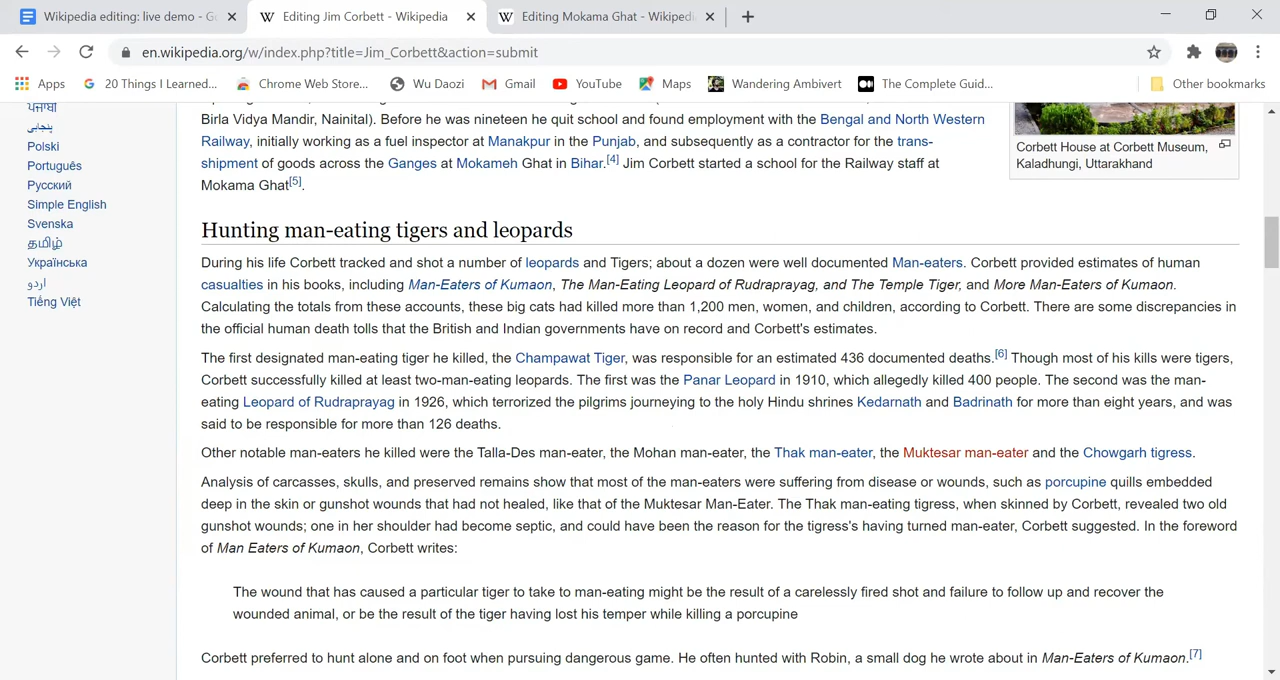 Wikipedia editing: live demo - G
Editing Jim Corbett - Wikipedia
Editing Mokama Ghat - Wikipedi
en.wikipedia.org/w/index.php?title=Jim_Corbett&action=submit
Apps
20 Things I Learned...
Chrome Web Store...
Wu Daozi
Gmail
YouTube
Maps
Wandering Ambivert
The Complete Guid...
Other bookmarks
ਪੰਜਾਬੀ
پنجابی
Polski
Português
Русский
Simple English
Svenska
தமிழ்
Українська
اردو
Tiếng Việt
Birla Vidya Mandir, Nainital). Before he was nineteen he quit school and found employment with the Bengal and North Western
Railway, initially working as a fuel inspector at Manakpur in the Punjab, and subsequently as a contractor for the trans-
shipment of goods across the Ganges at Mokameh Ghat in Bihar.[4] Jim Corbett started a school for the Railway staff at
Mokama Ghat[5].
Corbett House at Corbett Museum,
Kaladhungi, Uttarakhand
Hunting man-eating tigers and leopards
During his life Corbett tracked and shot a number of leopards and Tigers; about a dozen were well documented Man-eaters. Corbett provided estimates of human
casualties in his books, including Man-Eaters of Kumaon, The Man-Eating Leopard of Rudraprayag, and The Temple Tiger, and More Man-Eaters of Kumaon.
Calculating the totals from these accounts, these big cats had killed more than 1,200 men, women, and children, according to Corbett. There are some discrepancies in
the official human death tolls that the British and Indian governments have on record and Corbett's estimates.
The first designated man-eating tiger he killed, the Champawat Tiger, was responsible for an estimated 436 documented deaths.[6] Though most of his kills were tigers,
Corbett successfully killed at least two-man-eating leopards. The first was the Panar Leopard in 1910, which allegedly killed 400 people. The second was the man-
eating Leopard of Rudraprayag in 1926, which terrorized the pilgrims journeying to the holy Hindu shrines Kedarnath and Badrinath for more than eight years, and was
said to be responsible for more than 126 deaths.
Other notable man-eaters he killed were the Talla-Des man-eater, the Mohan man-eater, the Thak man-eater, the Muktesar man-eater and the Chowgarh tigress.
Analysis of carcasses, skulls, and preserved remains show that most of the man-eaters were suffering from disease or wounds, such as porcupine quills embedded
deep in the skin or gunshot wounds that had not healed, like that of the Muktesar Man-Eater. The Thak man-eating tigress, when skinned by Corbett, revealed two old
gunshot wounds; one in her shoulder had become septic, and could have been the reason for the tigress's having turned man-eater, Corbett suggested. In the foreword
of Man Eaters of Kumaon, Corbett writes:
The wound that has caused a particular tiger to take to man-eating might be the result of a carelessly fired shot and failure to follow up and recover the
wounded animal, or be the result of the tiger having lost his temper while killing a porcupine
Corbett preferred to hunt alone and on foot when pursuing dangerous game. He often hunted with Robin, a small dog he wrote about in Man-Eaters of Kumaon.[7]